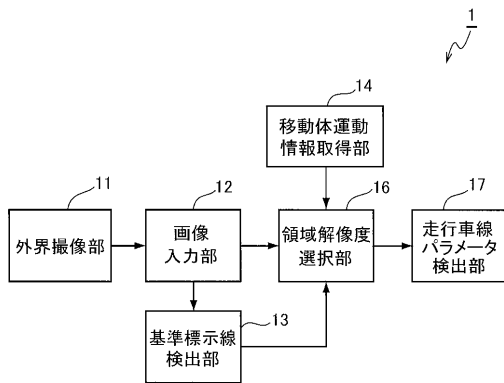 1
14
移動体運動
情報取得部
11
外界撮像部
12
画像
入力部
16
領域解像度
選択部
17
走行車線
パラメータ
検出部
13
基準標示線
検出部